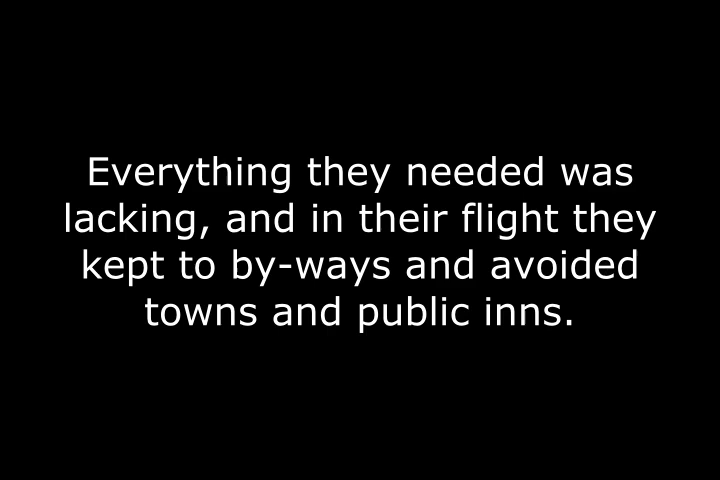 Everything they needed was
lacking, and in their flight they
kept to by-ways and avoided
towns and public inns.